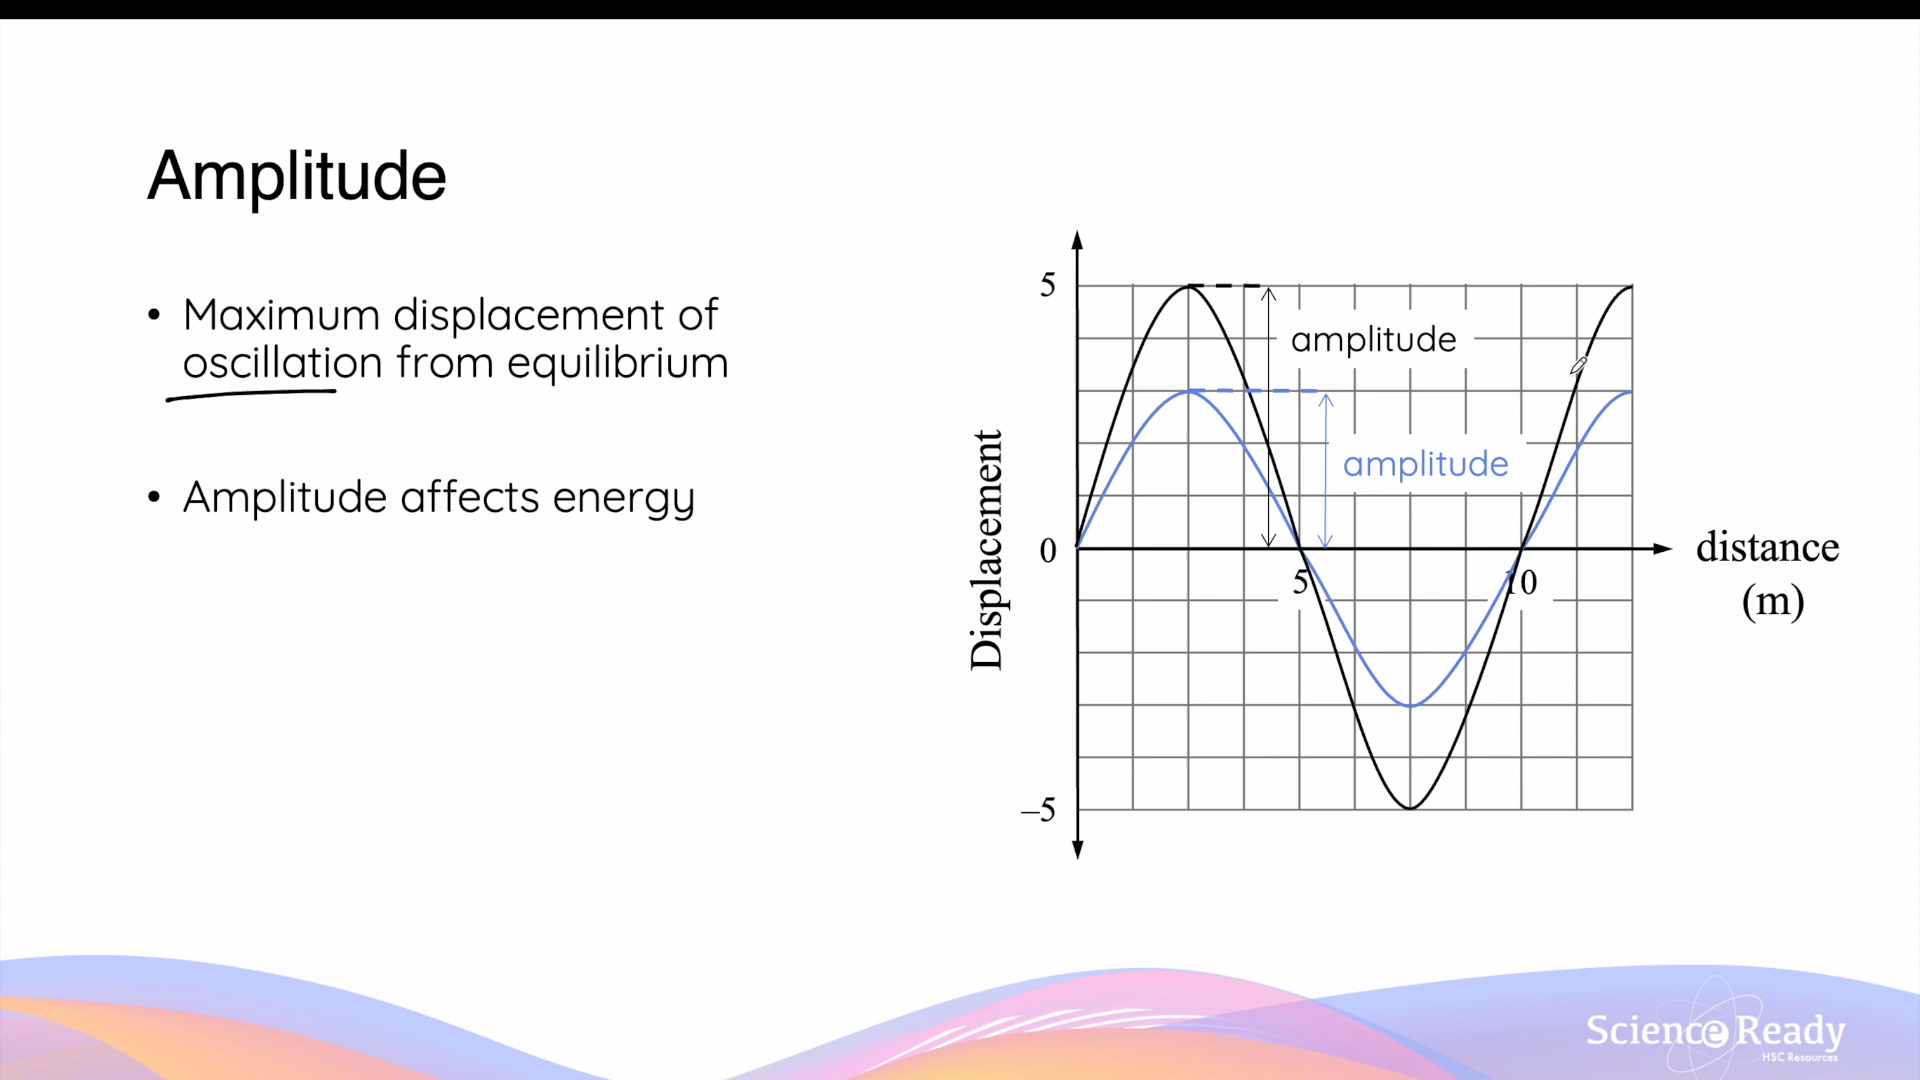 Amplitude
• Maximum displacement of
oscillation from equilibrium
• Amplitude affects energy
5
amplitude
amplitude
Displacement
0
5
10
distance
(m)
–5
Science Ready
HSC Resources